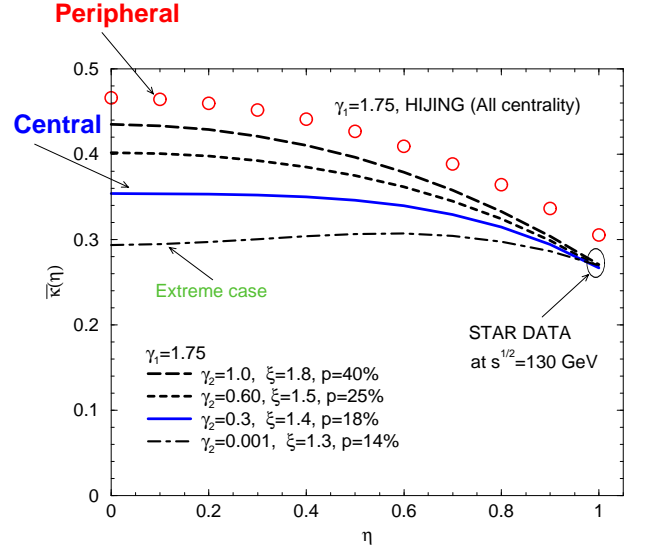 Peripheral
0.5
γ₁=1.75, HIJING (All centrality)
Central
0.4
0.3
κ̅(η)
Extreme case
STAR DATA
at s^{1/2}=130 GeV
0.2
γ₁=1.75
γ₂=1.0, ξ=1.8, p=40%
γ₂=0.60, ξ=1.5, p=25%
γ₂=0.3, ξ=1.4, p=18%
γ₂=0.001, ξ=1.3, p=14%
0.1
0
0 0.2 0.4 0.6 0.8 1
η